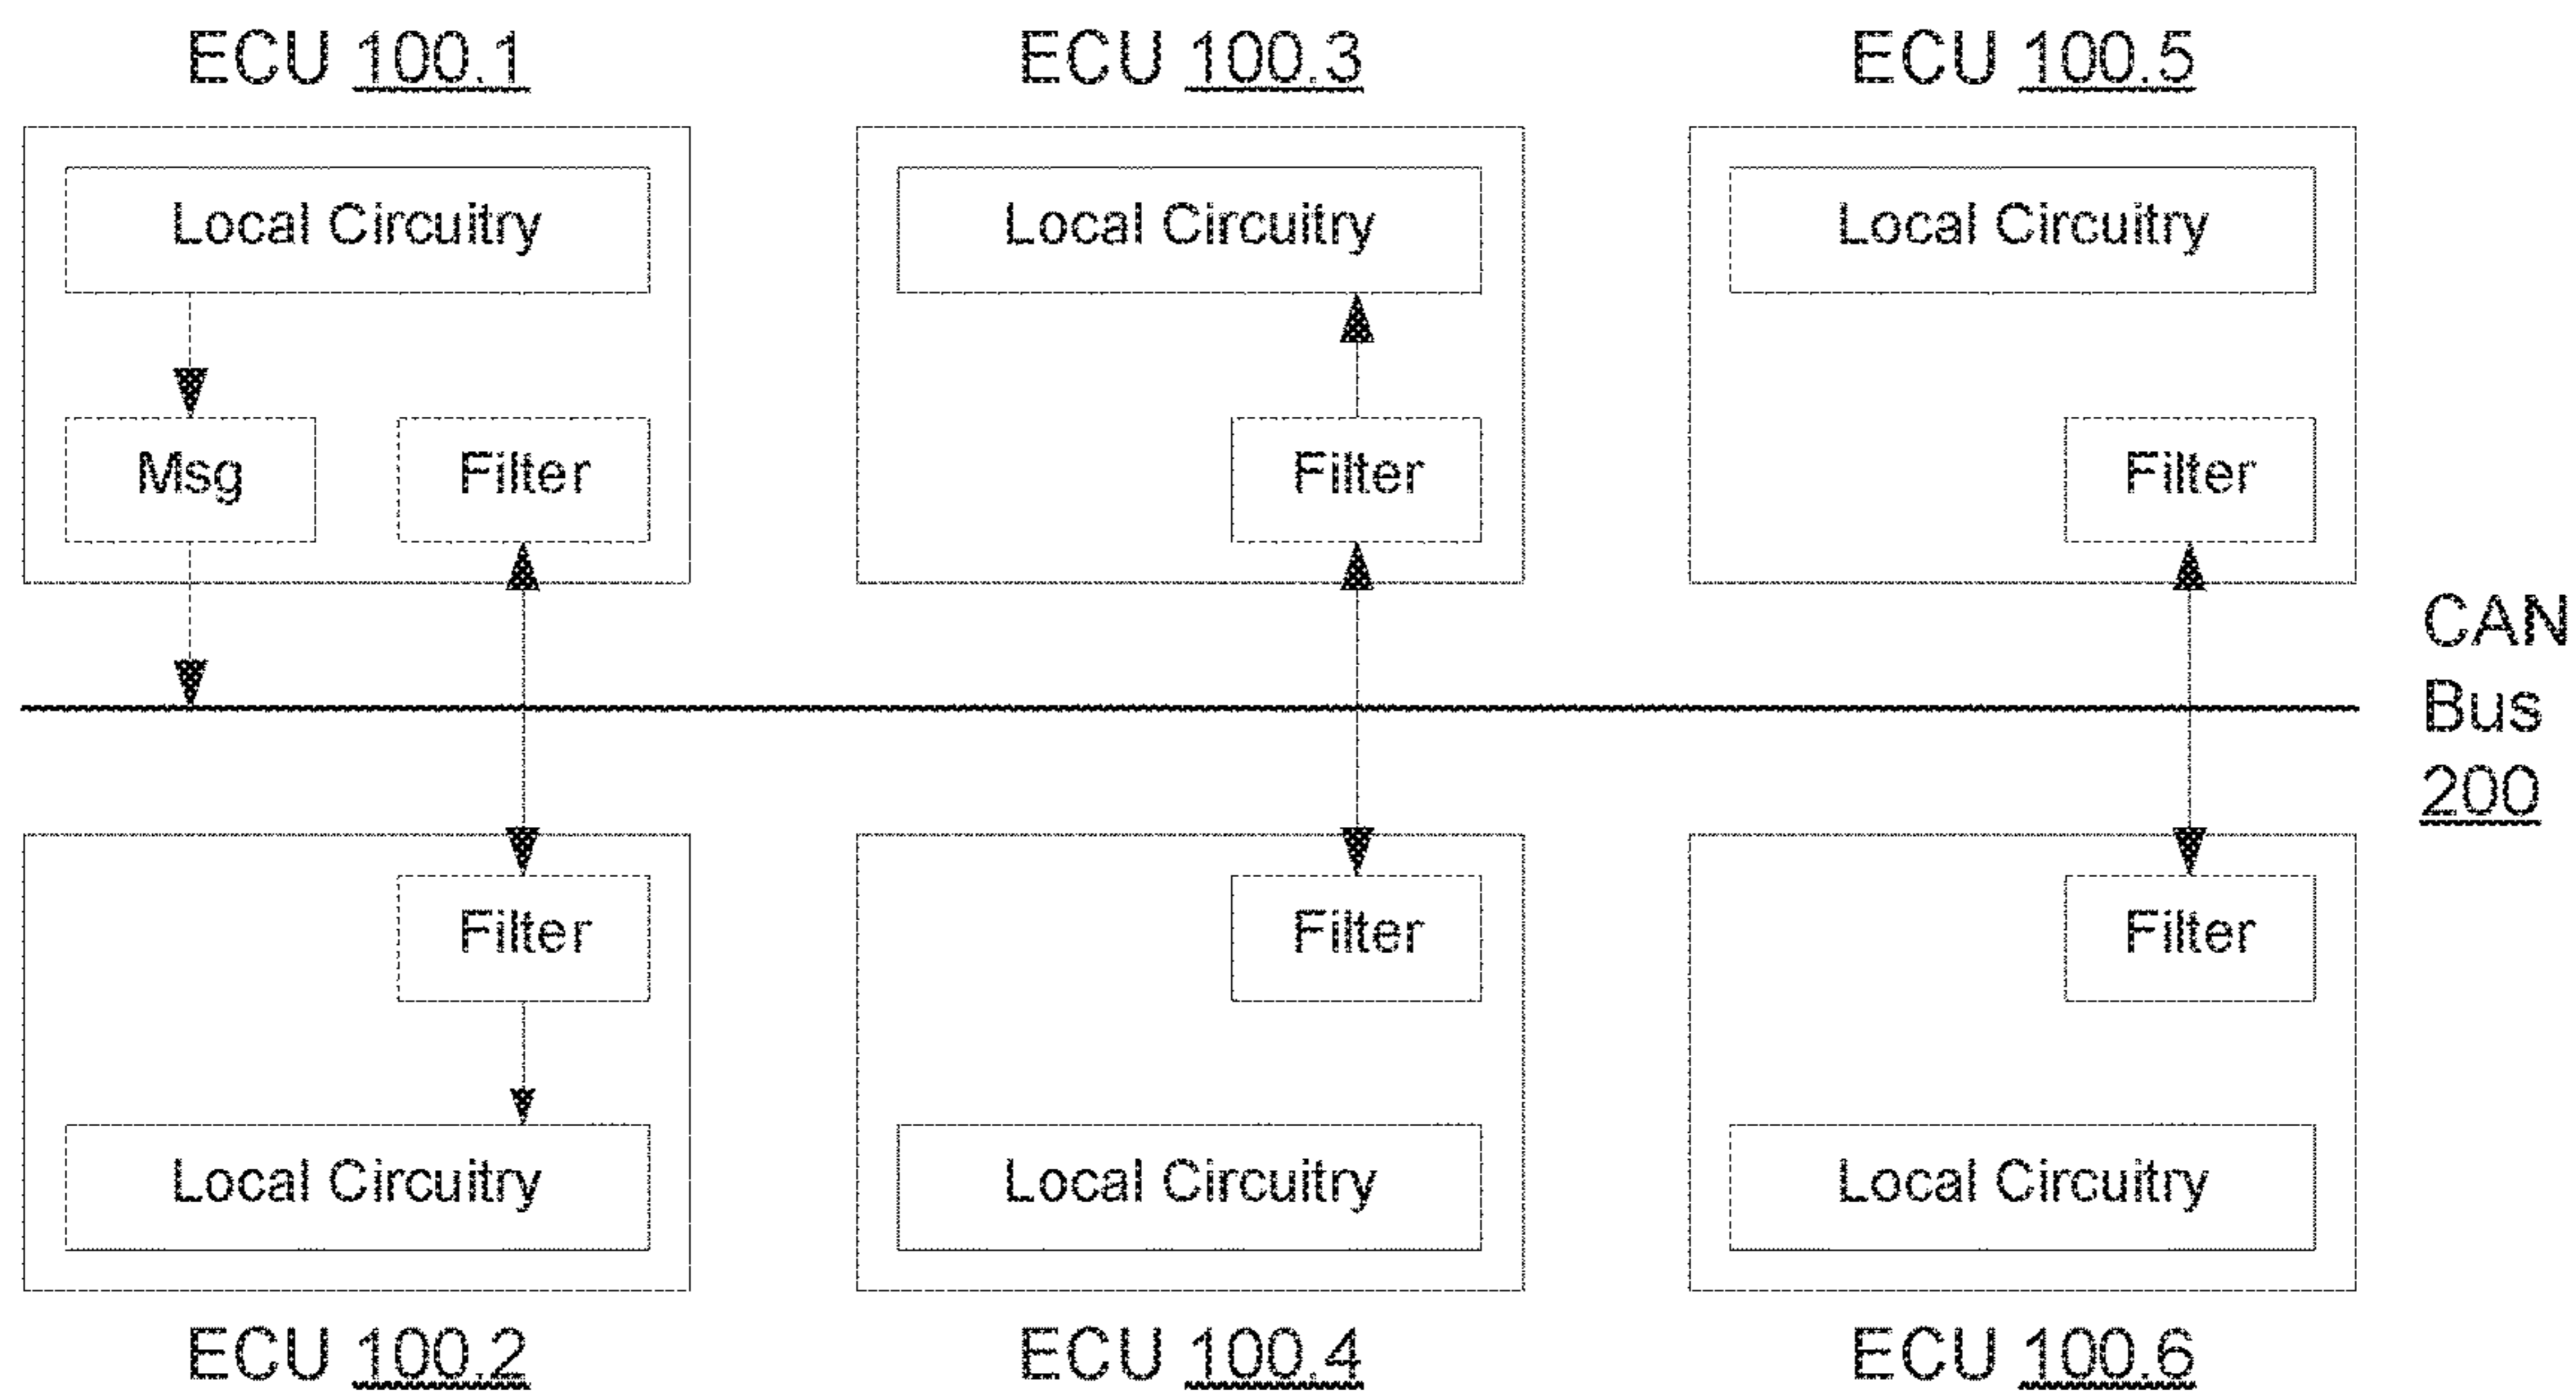 ECU 100.1
ECU 100.3
ECU 100.5
Local Circuitry
Local Circuitry
Local Circuitry
Msg
Filter
Filter
Filter
CAN
Bus
200
Filter
Filter
Filter
Local Circuitry
Local Circuitry
Local Circuitry
ECU 100.2
ECU 100.4
ECU 100.6